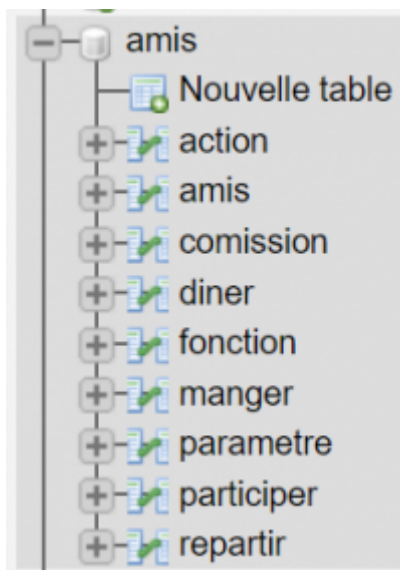 amis
Nouvelle table
action
amis
comission
diner
fonction
manger
parametre
participer
repartir